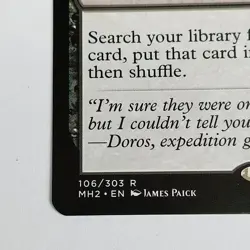 Search your library f
card, put that card i
then shuffle.
“I'm sure they were or
but I couldn't tell you
—Doros, expedition g
106/303 R
MH2 • EN JAMES PAICK